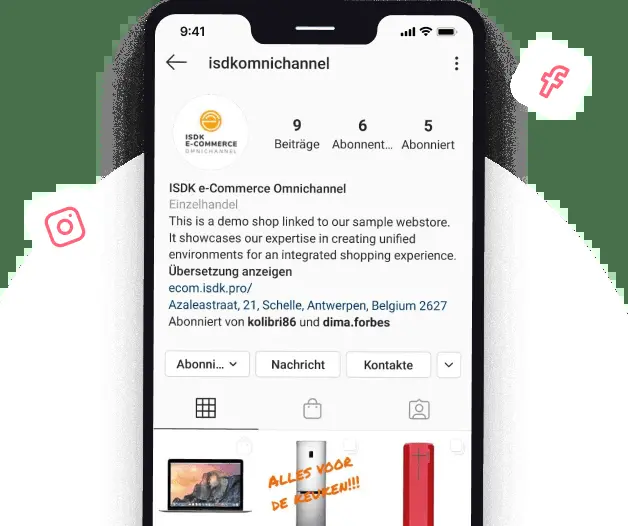 9:41
isdkomnichannel
ISDK
E-COMMERCE
OMNICHANNEL
9 6 5
Beiträge Abonnent... Abonniert
ISDK e-Commerce Omnichannel
Einzelhandel
This is a demo shop linked to our sample webstore.
It showcases our expertise in creating unified
environments for an integrated shopping experience.
Übersetzung anzeigen
ecom.isdk.pro/
Azaleastraat, 21, Schelle, Antwerpen, Belgium 2627
Abonniert von kolibri86 und dima.forbes
Abonni... Nachricht Kontakte
ALLES VOOR
DE KEUKEN!!!